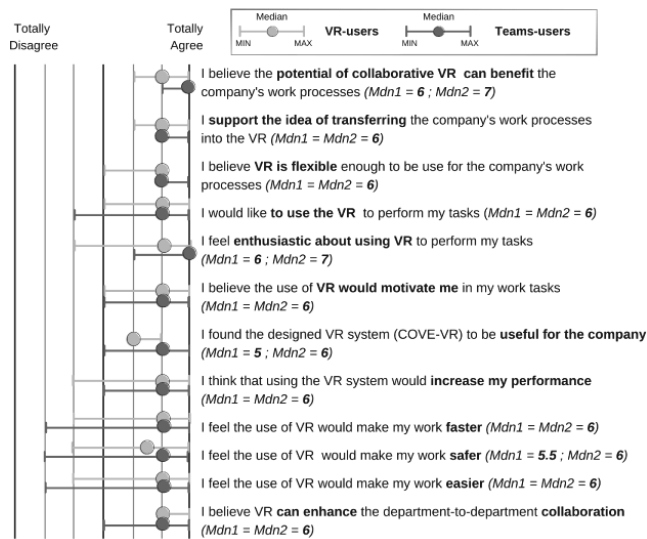 Totally
Disagree
Totally
Agree
Median
MIN MAX
VR-users
Median
MIN MAX
Teams-users
I believe the potential of collaborative VR can benefit the
company's work processes (Mdn1 = 6 ; Mdn2 = 7)
I support the idea of transferring the company's work processes
into the VR (Mdn1 = Mdn2 = 6)
I believe VR is flexible enough to be use for the company's work
processes (Mdn1 = Mdn2 = 6)
I would like to use the VR to perform my tasks (Mdn1 = Mdn2 = 6)
I feel enthusiastic about using VR to perform my tasks
(Mdn1 = 6 ; Mdn2 = 7)
I believe the use of VR would motivate me in my work tasks
(Mdn1 = Mdn2 = 6)
I found the designed VR system (COVE-VR) to be useful for the company
(Mdn1 = 5 ; Mdn2 = 6)
I think that using the VR system would increase my performance
(Mdn1 = Mdn2 = 6)
I feel the use of VR would make my work faster (Mdn1 = Mdn2 = 6)
I feel the use of VR would make my work safer (Mdn1 = 5.5 ; Mdn2 = 6)
I feel the use of VR would make my work easier (Mdn1 = Mdn2 = 6)
I believe VR can enhance the department-to-department collaboration
(Mdn1 = Mdn2 = 6)